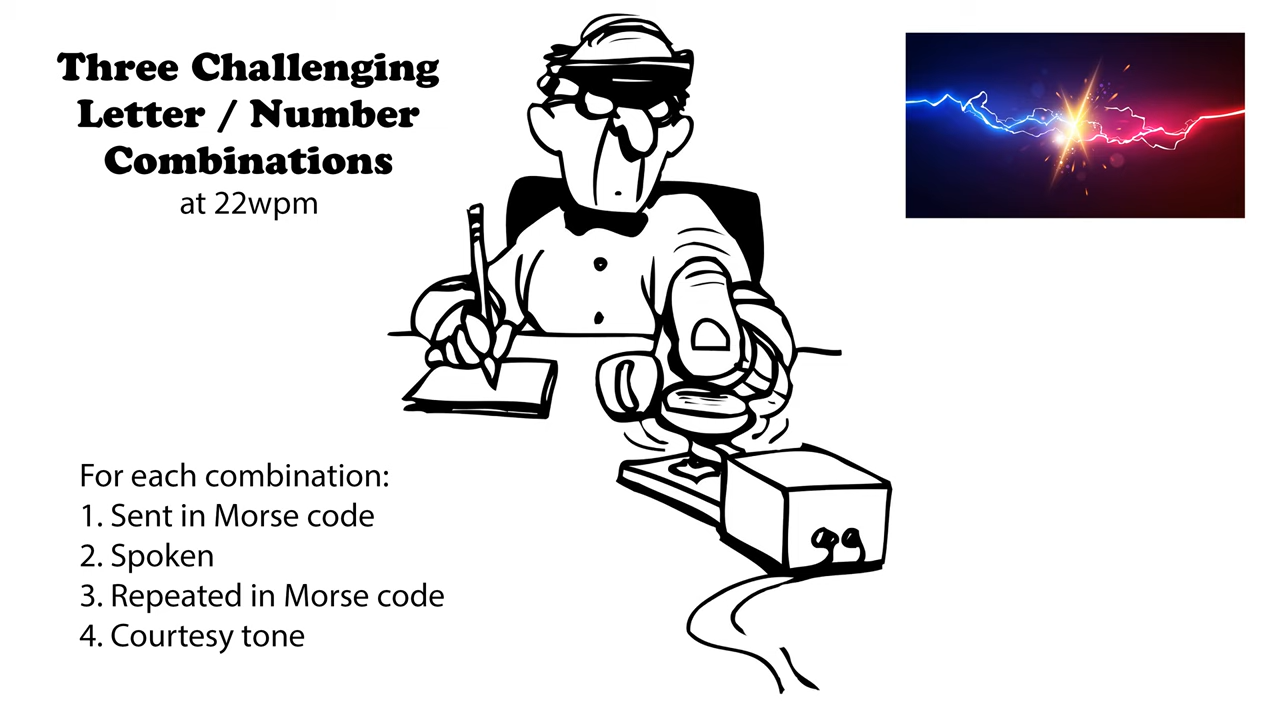 Three Challenging
Letter / Number
Combinations
at 22wpm
For each combination:
1. Sent in Morse code
2. Spoken
3. Repeated in Morse code
4. Courtesy tone